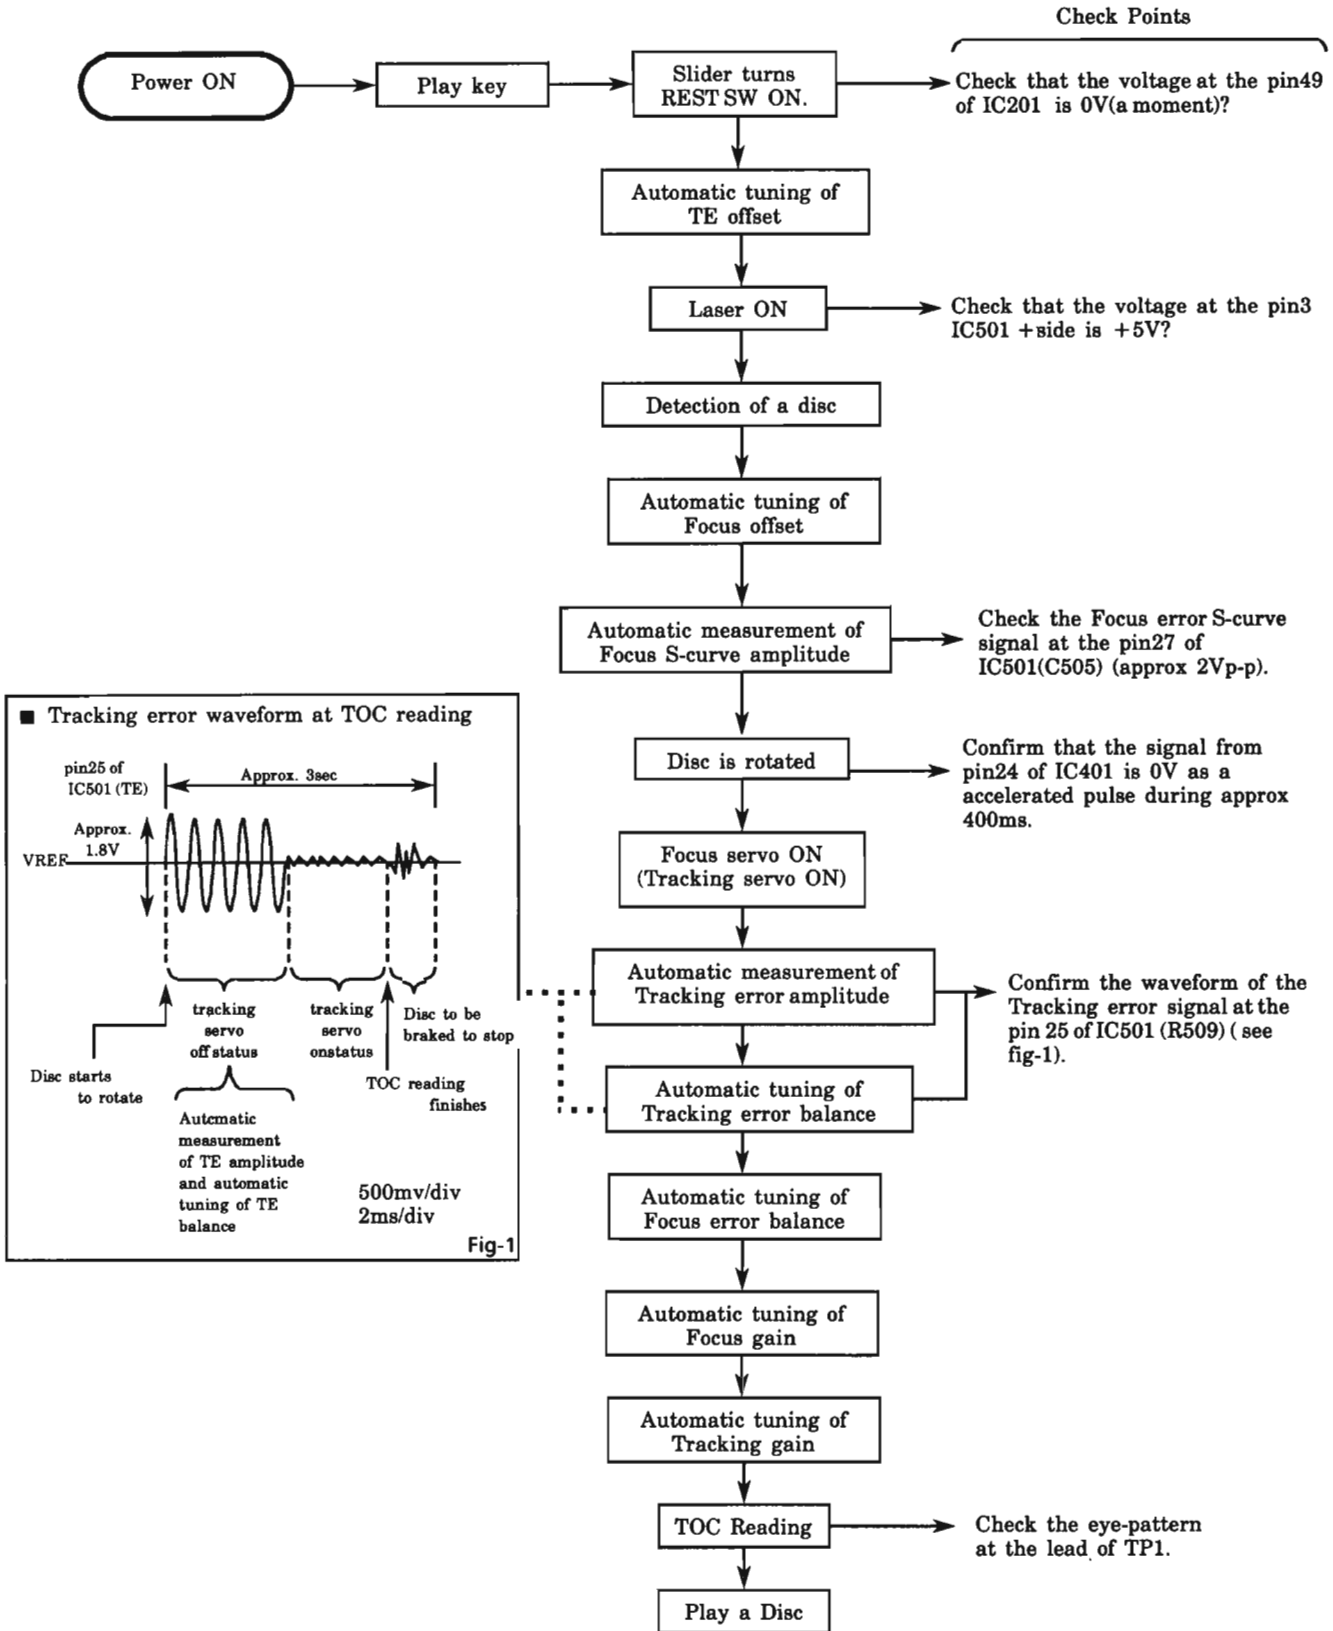 Check Points
Power ON
Play key
Slider turns
REST SW ON.
Check that the voltage at the pin49
of IC201 is 0V(a moment)?
Automatic tuning of
TE offset
Laser ON
Check that the voltage at the pin3
IC501 +side is +5V?
Detection of a disc
Automatic tuning of
Focus offset
Automatic measurement of
Focus S-curve amplitude
Check the Focus error S-curve
signal at the pin27 of
IC501(C505) (approx 2Vp-p).
Disc is rotated
Confirm that the signal from
pin24 of IC401 is 0V as a
accelerated pulse during approx
400ms.
Focus servo ON
(Tracking servo ON)
Automatic measurement of
Tracking error amplitude
Confirm the waveform of the
Tracking error signal at the
pin 25 of IC501 (R509) ( see
fig-1).
Automatic tuning of
Tracking error balance
Automatic tuning of
Focus error balance
Automatic tuning of
Focus gain
Automatic tuning of
Tracking gain
TOC Reading
Check the eye-pattern
at the lead of TP1.
Play a Disc
■ Tracking error waveform at TOC reading
pin25 of
IC501 (TE)
Approx. 3sec
Approx.
1.8V
VREF
tracking
servo
off status
tracking
servo
onstatus
Disc to be
braked to stop
Disc starts
to rotate
TOC reading
finishes
Autcmatic
measurement
of TE amplitude
and automatic
tuning of TE
balance
500mv/div
2ms/div
Fig-1